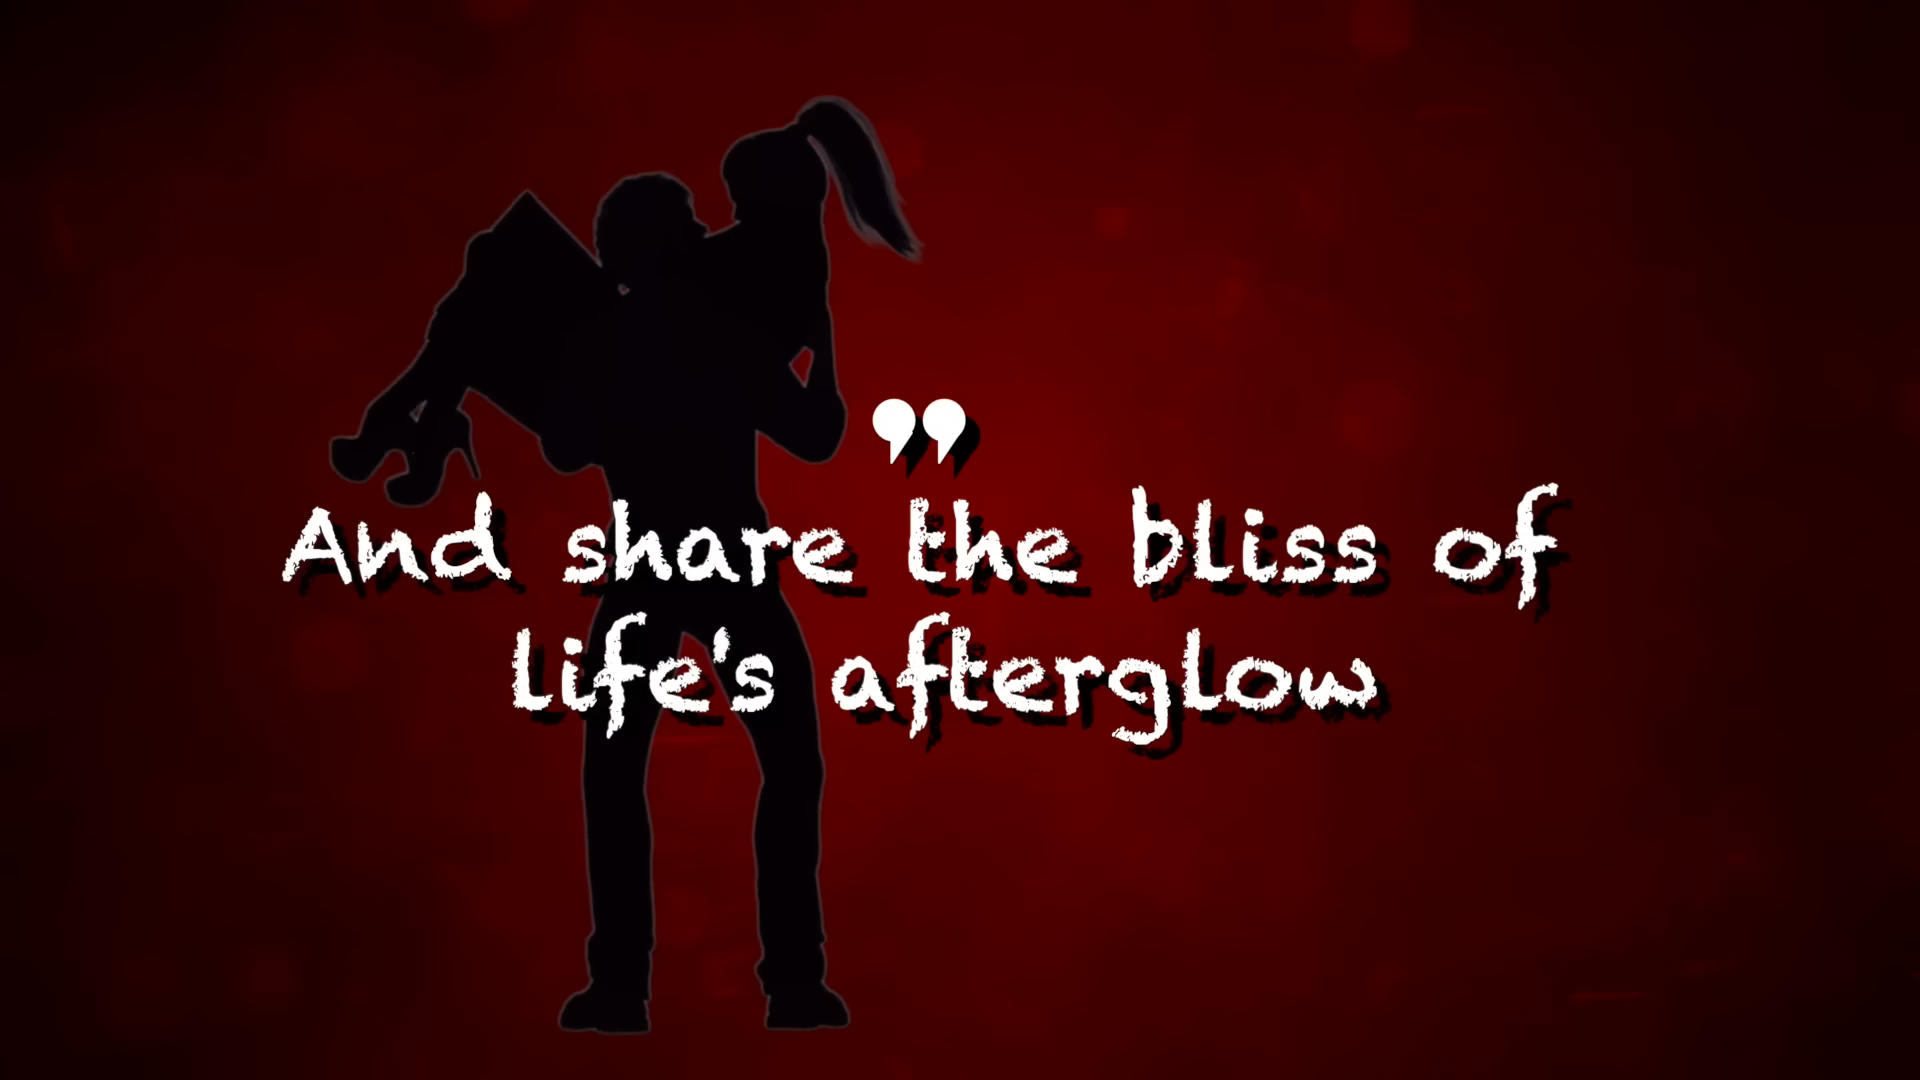 ”
And share the bliss of
life's afterglow